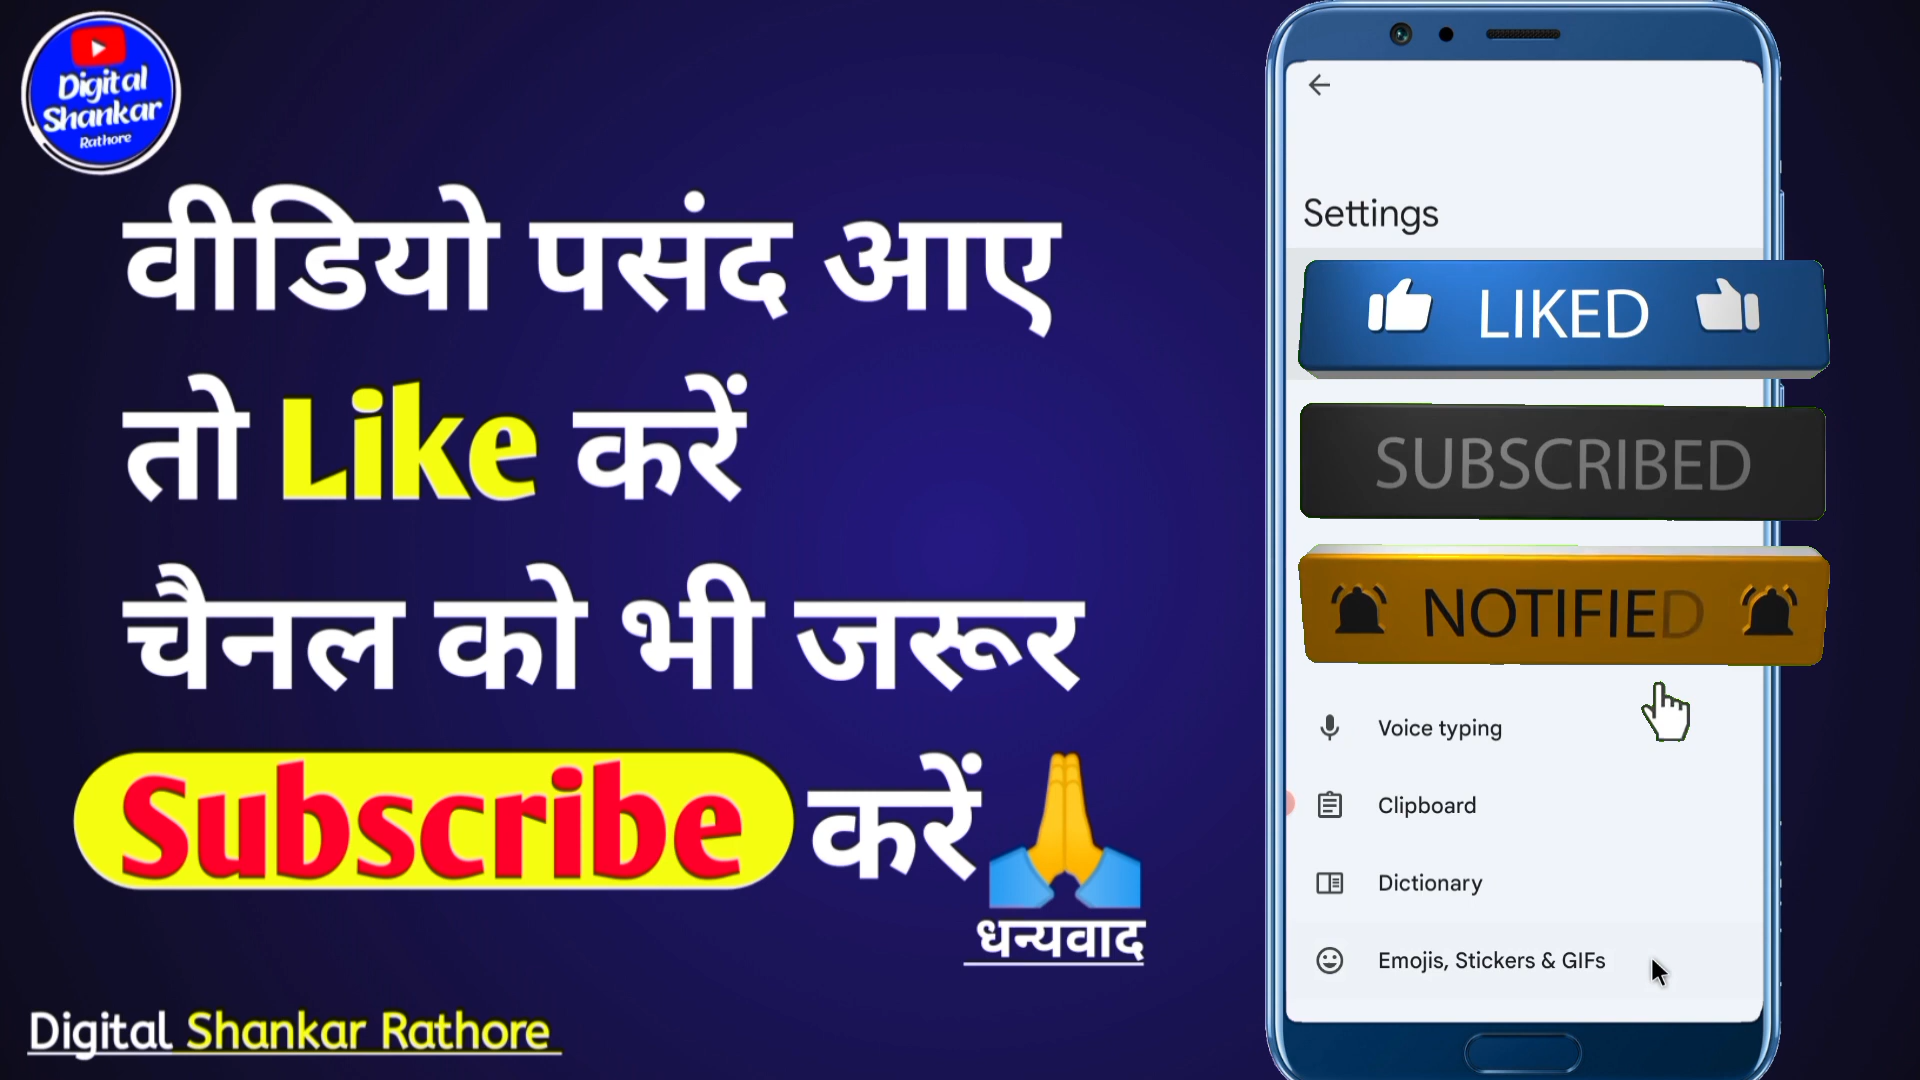 Digital
Shankar
Rathore
वीडियो पसंद आए
तो Like करें
चैनल को भी जरूर
Subscribe करें🙏
धन्यवाद
Digital Shankar Rathore
Settings
LIKED
SUBSCRIBED
NOTIFIED
Voice typing
Clipboard
Dictionary
Emojis, Stickers & GIFs